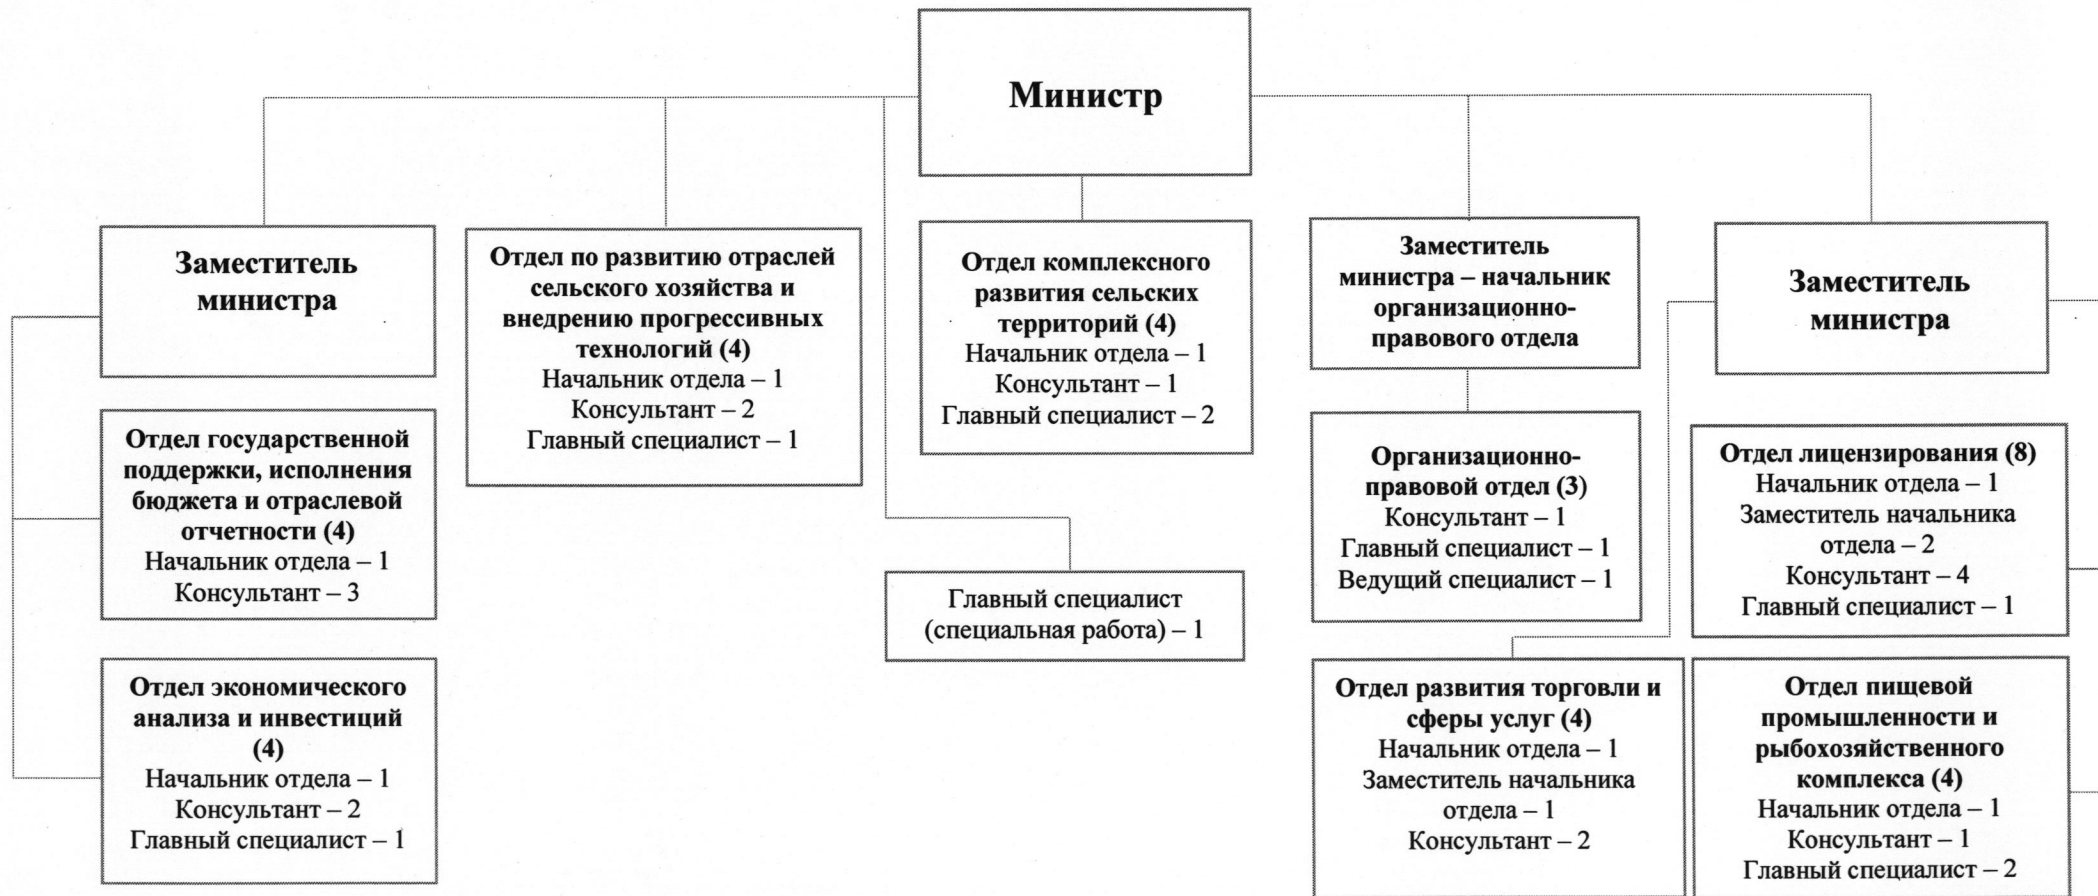 Министр
Заместитель
министра
Отдел по развитию отраслей
сельского хозяйства и
внедрению прогрессивных
технологий (4)
Начальник отдела – 1
Консультант – 2
Главный специалист – 1
Отдел комплексного
развития сельских
территорий (4)
Начальник отдела – 1
Консультант – 1
Главный специалист – 2
Заместитель
министра – начальник
организационно-
правового отдела
Заместитель
министра
Отдел государственной
поддержки, исполнения
бюджета и отраслевой
отчетности (4)
Начальник отдела – 1
Консультант – 3
Организационно-
правовой отдел (3)
Консультант – 1
Главный специалист – 1
Ведущий специалист – 1
Отдел лицензирования (8)
Начальник отдела – 1
Заместитель начальника
отдела – 2
Консультант – 4
Главный специалист – 1
Главный специалист
(специальная работа) – 1
Отдел экономического
анализа и инвестиций
(4)
Начальник отдела – 1
Консультант – 2
Главный специалист – 1
Отдел развития торговли и
сферы услуг (4)
Начальник отдела – 1
Заместитель начальника
отдела – 1
Консультант – 2
Отдел пищевой
промышленности и
рыбохозяйственного
комплекса (4)
Начальник отдела – 1
Консультант – 1
Главный специалист – 2